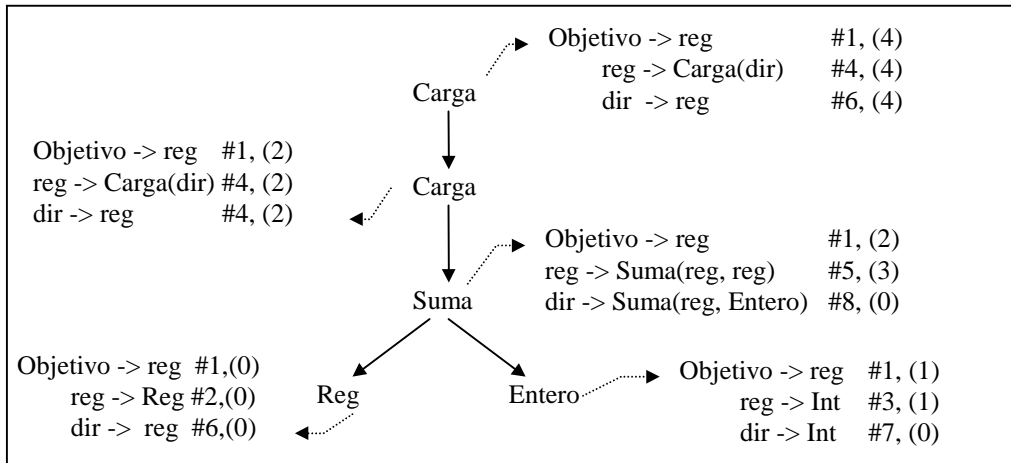 Objetivo -> reg #1, (4)
reg -> Carga(dir) #4, (4)
dir -> reg #6, (4)
Carga
Objetivo -> reg #1, (2)
reg -> Carga(dir) #4, (2)
dir -> reg #4, (2)
Carga
Objetivo -> reg #1, (2)
reg -> Suma(reg, reg) #5, (3)
dir -> Suma(reg, Entero) #8, (0)
Suma
Objetivo -> reg #1,(0)
reg -> Reg #2,(0)
dir -> reg #6,(0)
Reg
Entero
Objetivo -> reg #1, (1)
reg -> Int #3, (1)
dir -> Int #7, (0)